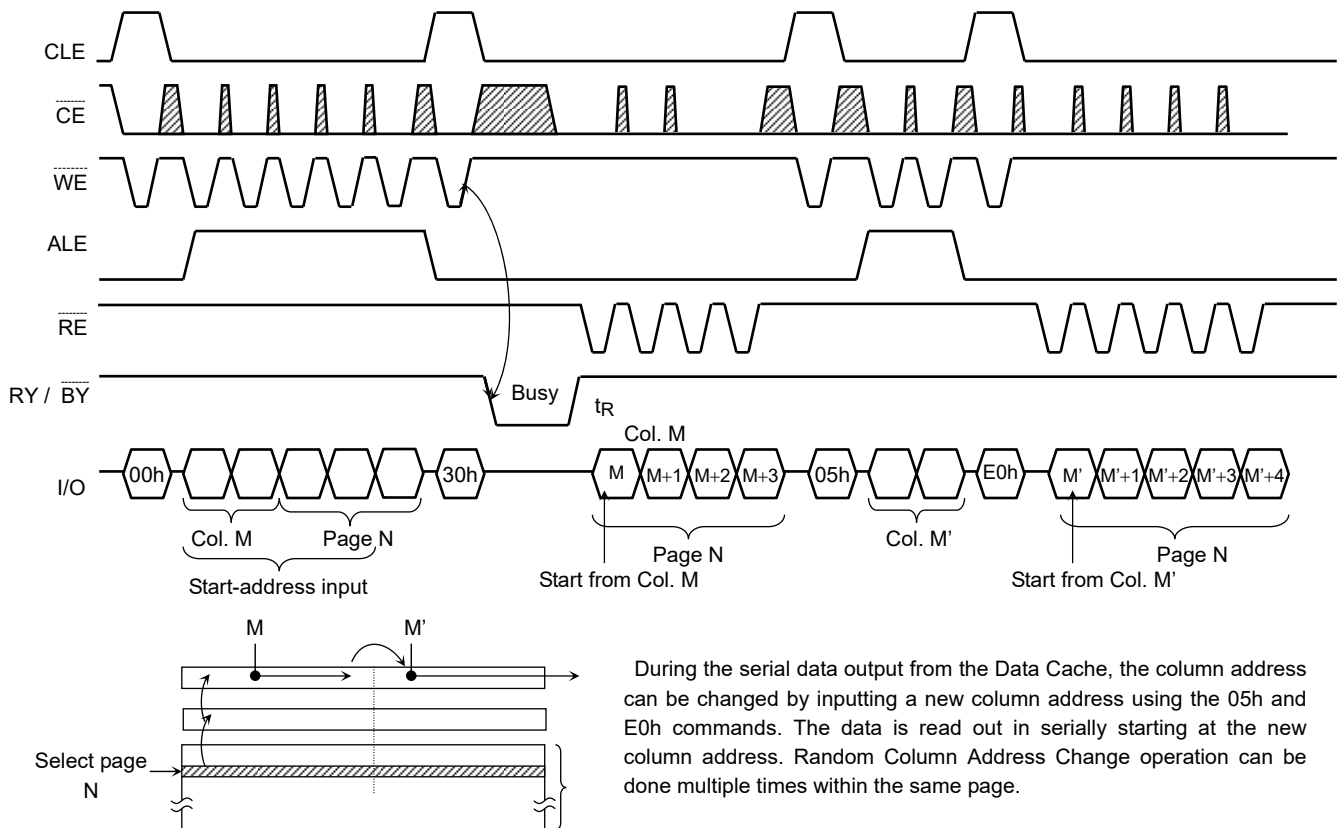 CLE
CE
WE
ALE
RE
RY / BY
Busy
tR
Col. M
I/O
00h
30h
M
M+1
M+2
M+3
05h
E0h
M'
M'+1
M'+2
M'+3
M'+4
Col. M
Page N
Start-address input
Page N
Start from Col. M
Col. M’
Page N
Start from Col. M’
M
M’
Select page
N
During the serial data output from the Data Cache, the column address
can be changed by inputting a new column address using the 05h and
E0h commands. The data is read out in serially starting at the new
column address. Random Column Address Change operation can be
done multiple times within the same page.